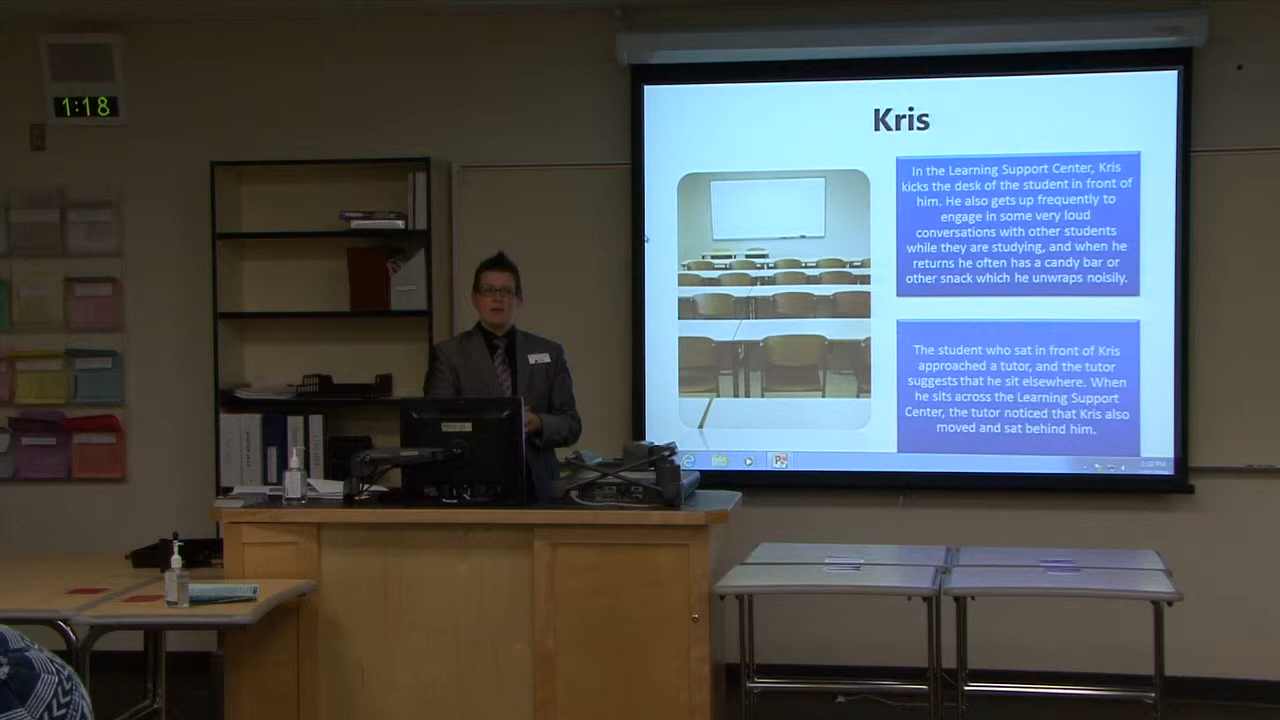 1:18
Kris
In the Learning Support Center, Kris
kicks the desk of the student in front of
him. He also gets up frequently to
engage in some very loud
conversations with other students
while they are studying, and when he
returns he often has a candy bar or
other snack which he unwraps noisily.
The student who sat in front of Kris
approached a tutor, and the tutor
suggests that he sit elsewhere. When
he sits across the Learning Support
Center, the tutor noticed that Kris also
moved and sat behind him.